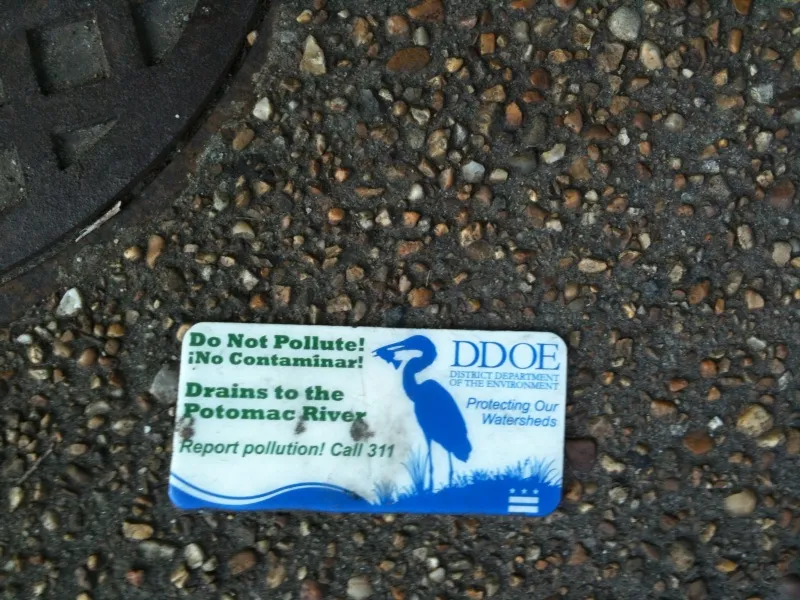 Do Not Pollute!
¡No Contaminar!
Drains to the
Potomac River
Report pollution! Call 311
DDOE
DISTRICT DEPARTMENT
OF THE ENVIRONMENT
Protecting Our
Watersheds